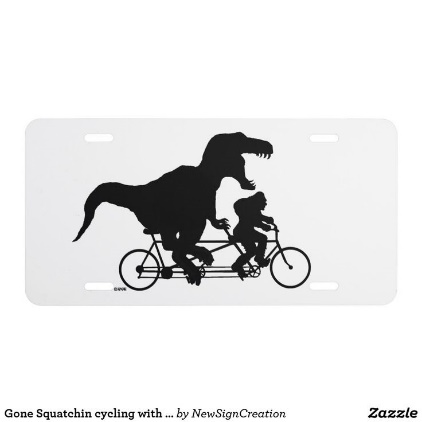 Gone Squatchin cycling with ... by NewSignCreation Zazzle